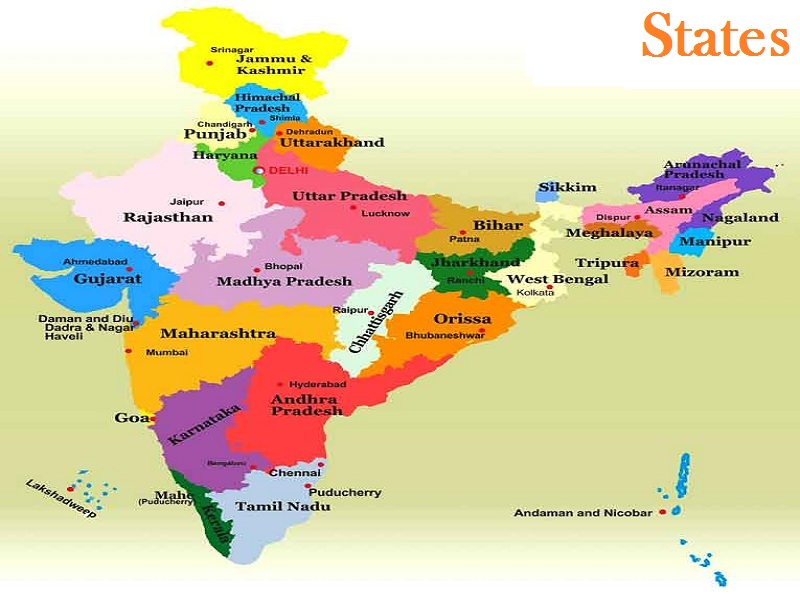 States
Srinagar
Jammu &
Kashmir
Himachal
Pradesh
Shimla
Chandigarh
Punjab
Dehradun
Uttarakhand
Haryana
DELHI
Arunachal
Pradesh
Itanagar
Sikkim
Uttar Pradesh
Lucknow
Jaipur
Rajasthan
Bihar
Patna
Dispur
Assam
Nagaland
Meghalaya
Manipur
Tripura
Mizoram
Ahmedabad
Gujarat
Bhopal
Madhya Pradesh
Jharkhand
Ranchi
West Bengal
Kolkata
Raipur
Chhattisgarh
Orissa
Bhubaneshwar
Daman and Diu
Dadra & Nagar
Haveli
Maharashtra
Mumbai
Hyderabad
Andhra
Pradesh
Goa
Karnataka
Bengaluru
Chennai
Puducherry
Mahe
(Puducherry)
Kerala
Tamil Nadu
Lakshadweep
Andaman and Nicobar